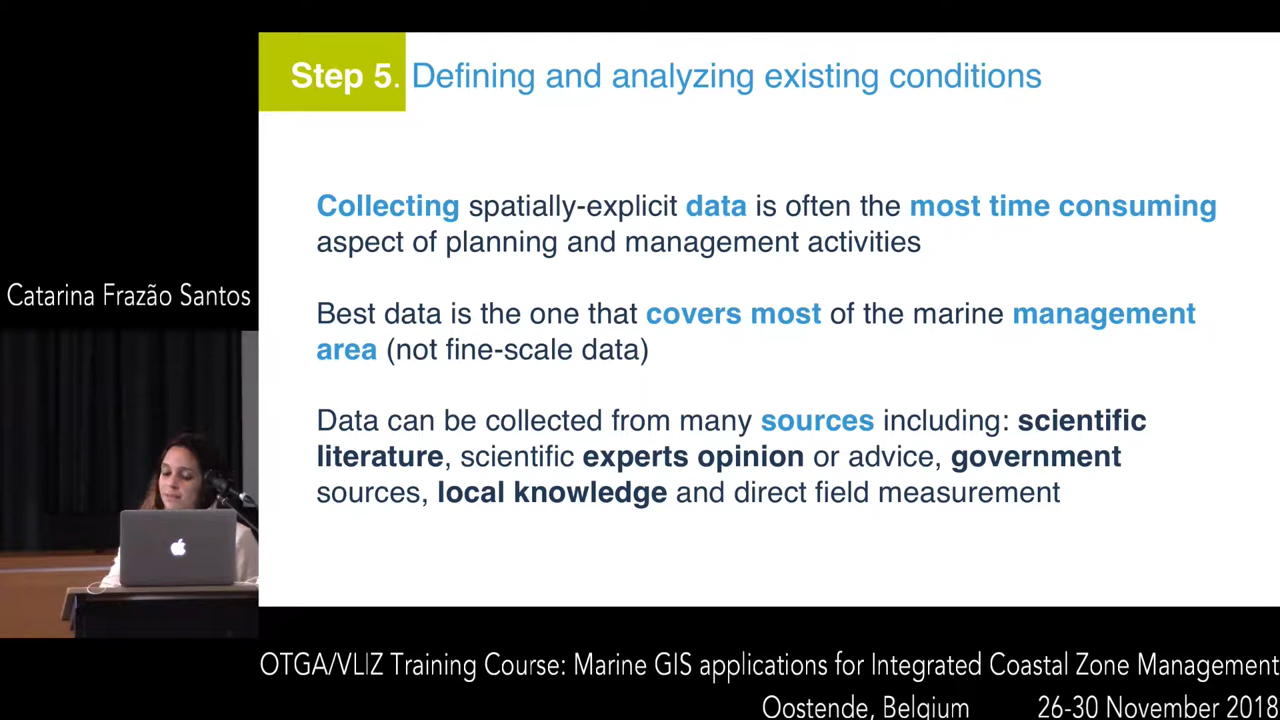 Step 5. Defining and analyzing existing conditions
Collecting spatially-explicit data is often the most time consuming
aspect of planning and management activities
Best data is the one that covers most of the marine management
area (not fine-scale data)
Data can be collected from many sources including: scientific
literature, scientific experts opinion or advice, government
sources, local knowledge and direct field measurement
Catarina Frazão Santos
OTGA/VLIZ Training Course: Marine GIS applications for Integrated Coastal Zone Management
Oostende, Belgium 26-30 November 2018